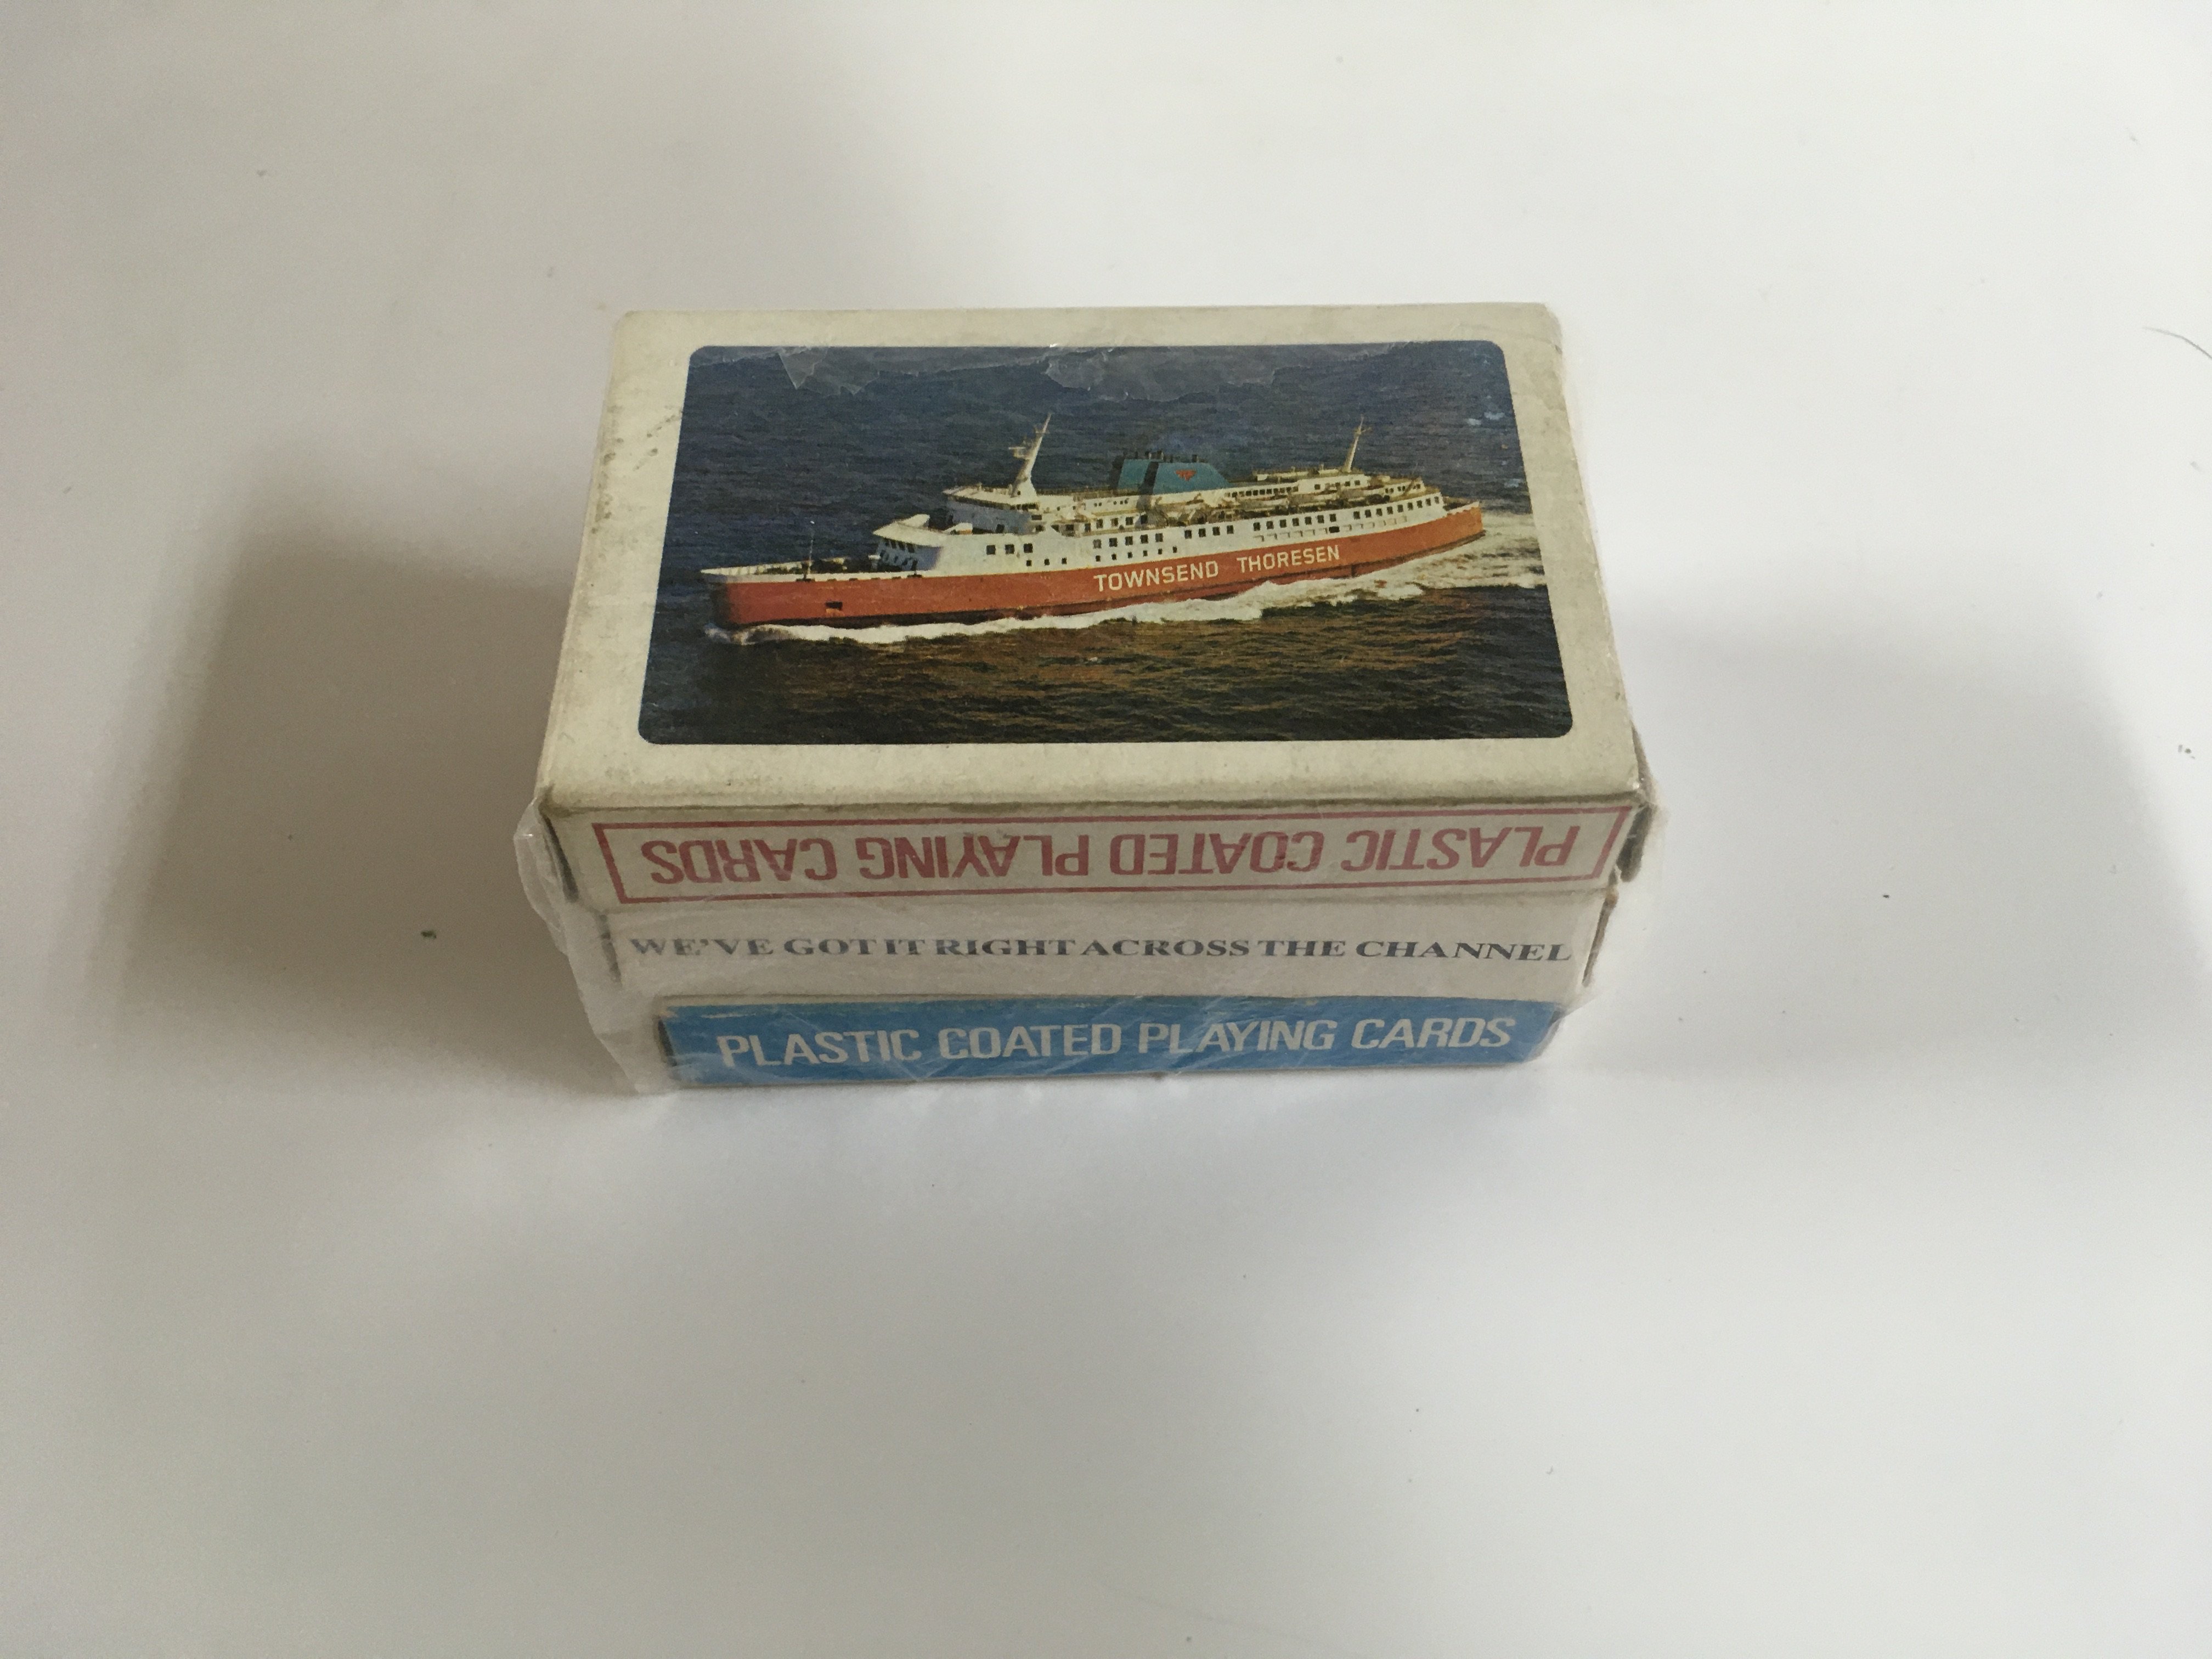 TOWNSEND THORESEN
PLASTIC COATED PLAYING CARDS
WE'VE GOT IT RIGHT ACROSS THE CHANNEL
PLASTIC COATED PLAYING CARDS